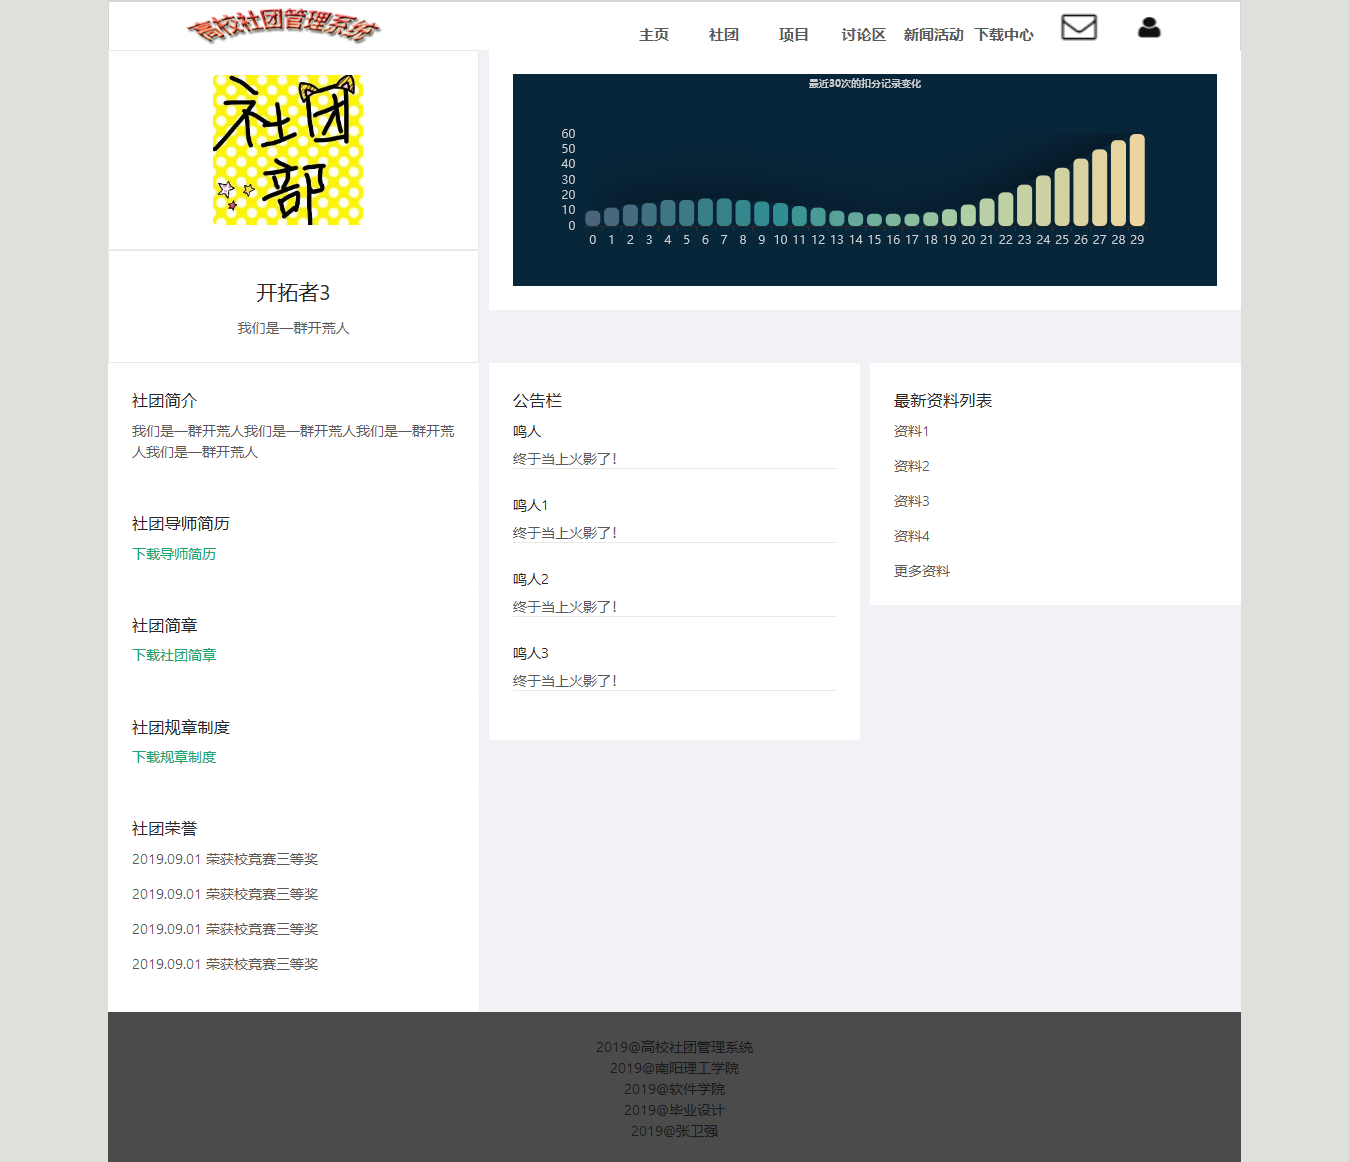 高校社团管理系统
主页 社团 项目 讨论区 新闻活动 下载中心
社团
部
开拓者3
我们是一群开荒人
最近30次的扣分记录变化
60
50
40
30
20
10
0
0 1 2 3 4 5 6 7 8 9 10 11 12 13 14 15 16 17 18 19 20 21 22 23 24 25 26 27 28 29
社团简介
我们是一群开荒人我们是一群开荒人我们是一群开荒
人我们是一群开荒人
社团导师简历
下载导师简历
社团简章
下载社团简章
社团规章制度
下载规章制度
社团荣誉
2019.09.01 荣获校竟赛三等奖
2019.09.01 荣获校竟赛三等奖
2019.09.01 荣获校竟赛三等奖
2019.09.01 荣获校竟赛三等奖
公告栏
鸣人
终于当上火影了！
鸣人1
终于当上火影了！
鸣人2
终于当上火影了！
鸣人3
终于当上火影了！
最新资料列表
资料1
资料2
资料3
资料4
更多资料
2019@高校社团管理系统
2019@南阳理工学院
2019@软件学院
2019@毕业设计
2019@张卫强